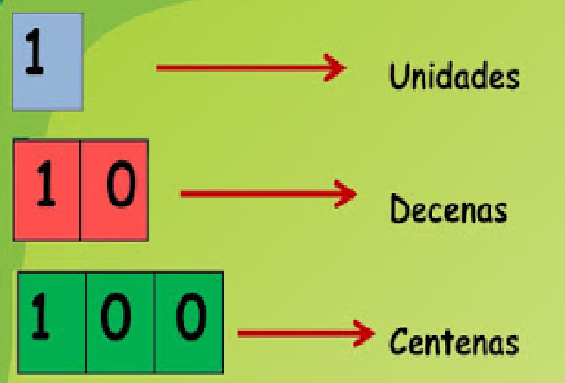 1 Unidades
1 0 Decenas
1 0 0 Centenas